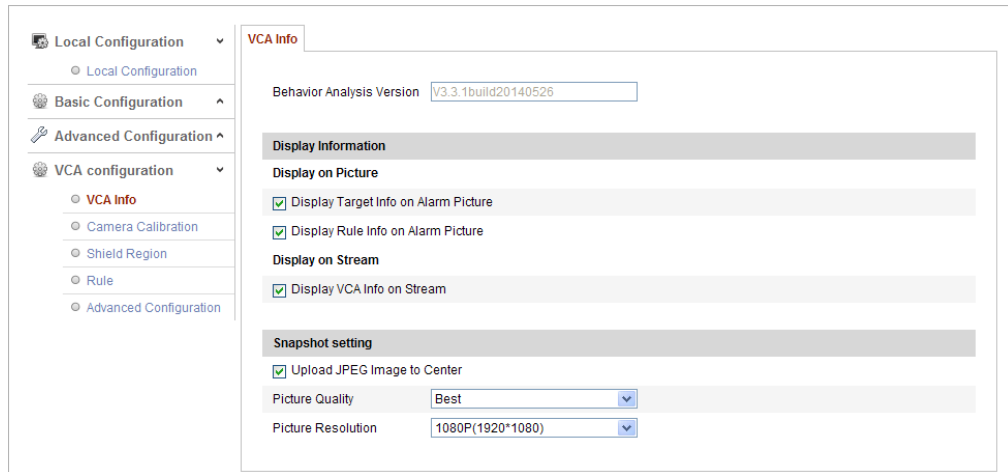 Local Configuration
Local Configuration
Basic Configuration
Advanced Configuration
VCA configuration
VCA Info
Camera Calibration
Shield Region
Rule
Advanced Configuration
VCA Info
Behavior Analysis Version V3.3.1build20140526
Display Information
Display on Picture
Display Target Info on Alarm Picture
Display Rule Info on Alarm Picture
Display on Stream
Display VCA Info on Stream
Snapshot setting
Upload JPEG Image to Center
Picture Quality Best
Picture Resolution 1080P(1920*1080)